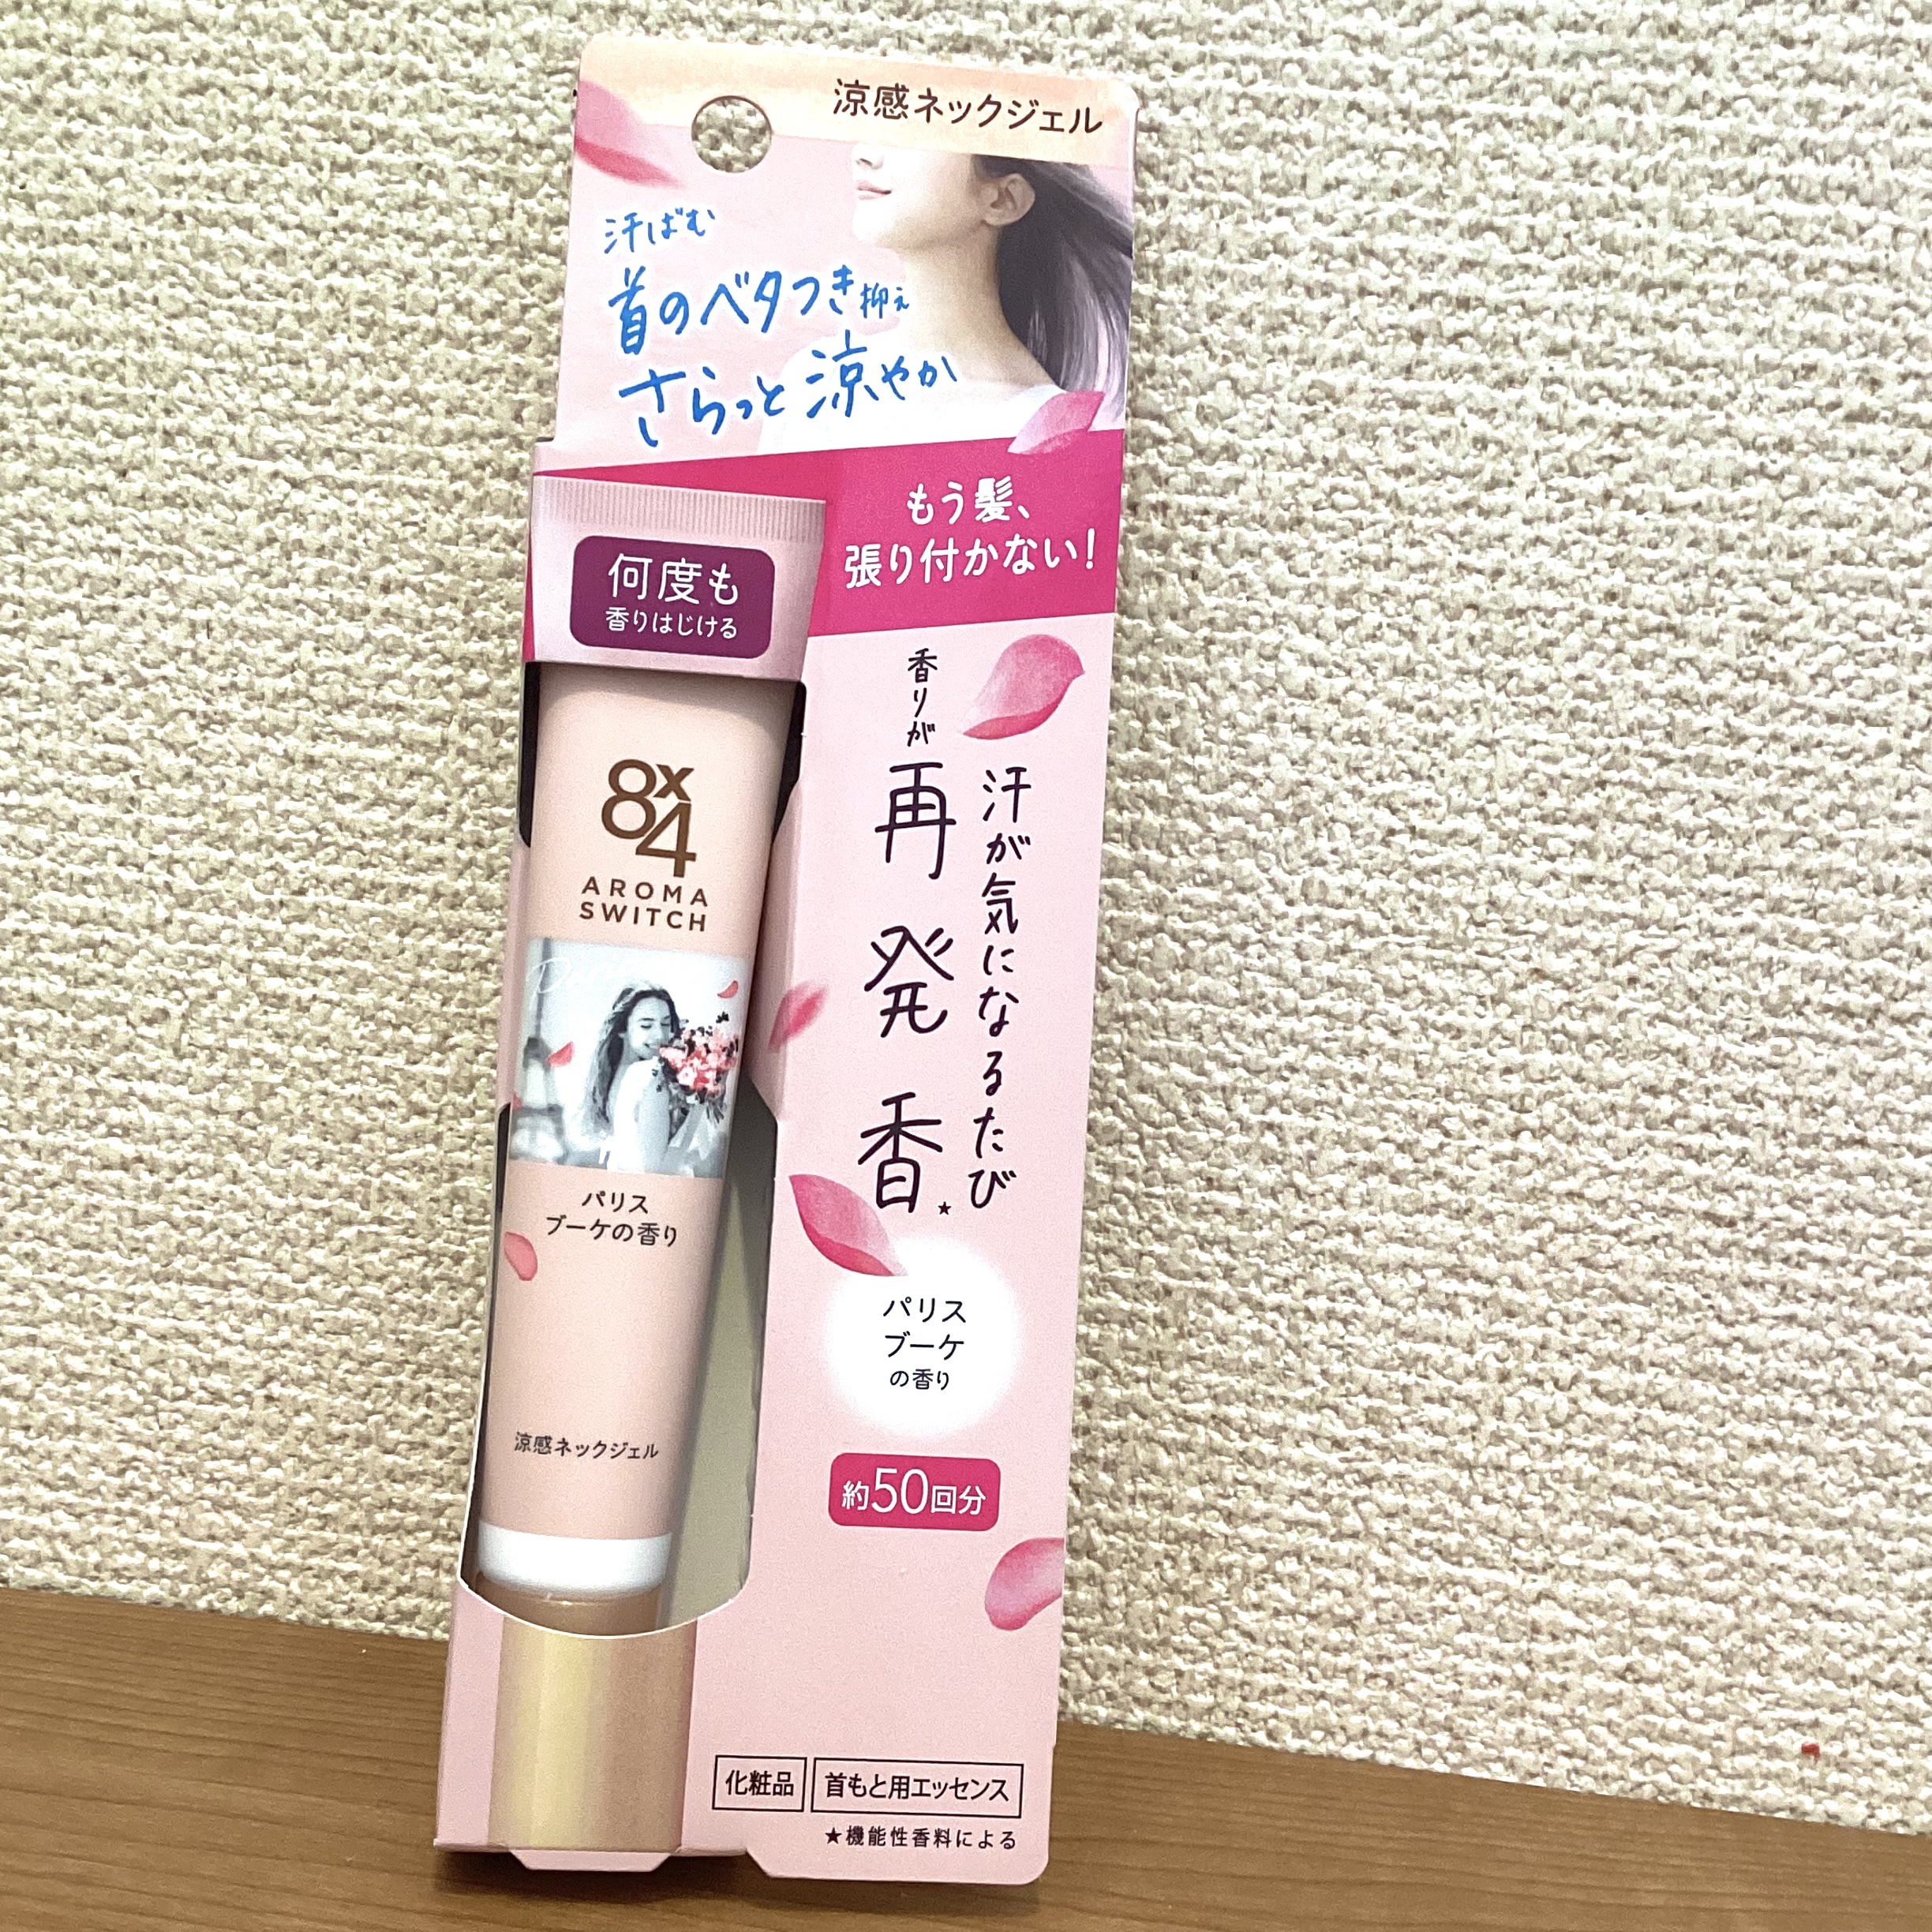 涼感ネックジェル
汗ばむ
首のベタつき抑え
さらっと涼やか
もう髪、
張り付かない!
何度も
香りはじける
8x4
AROMA
SWITCH
パリス
ブーケの香り
涼感ネックジェル
汗が気になるたび
香りが再発香★
パリス
ブーケ
の香り
約50回分
化粧品
首もと用エッセンス
★機能性香料による